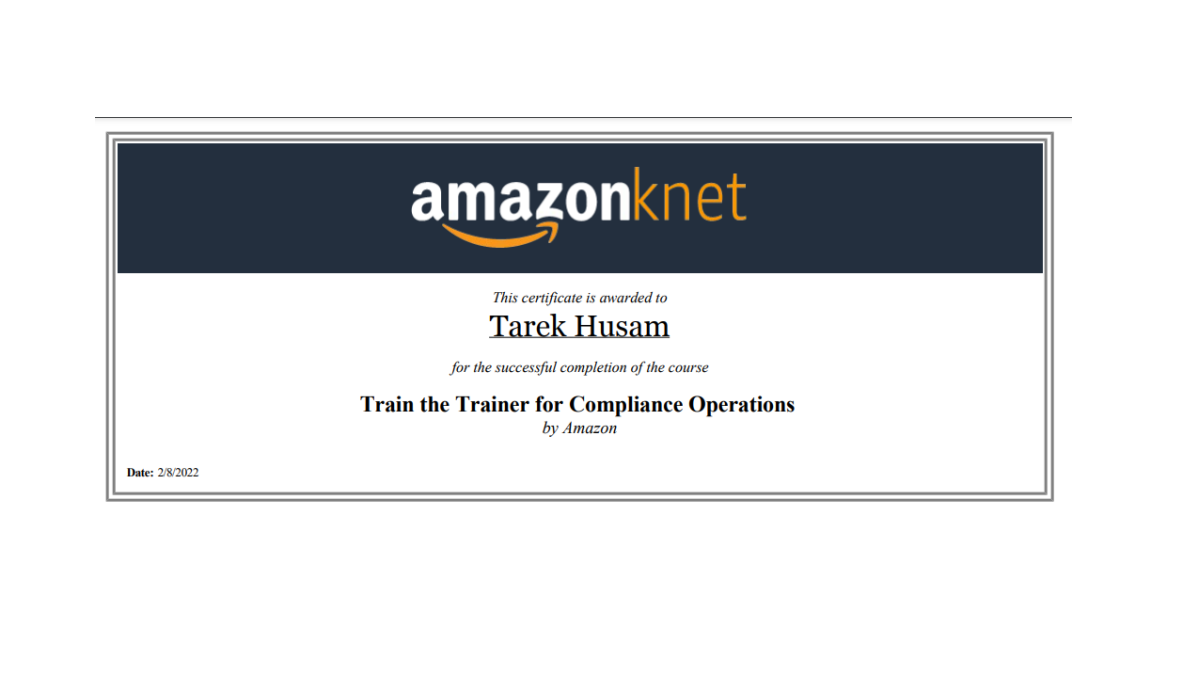 amazonknet
This certificate is awarded to
Tarek Husam
for the successful completion of the course
Train the Trainer for Compliance Operations
by Amazon
Date: 2/8/2022